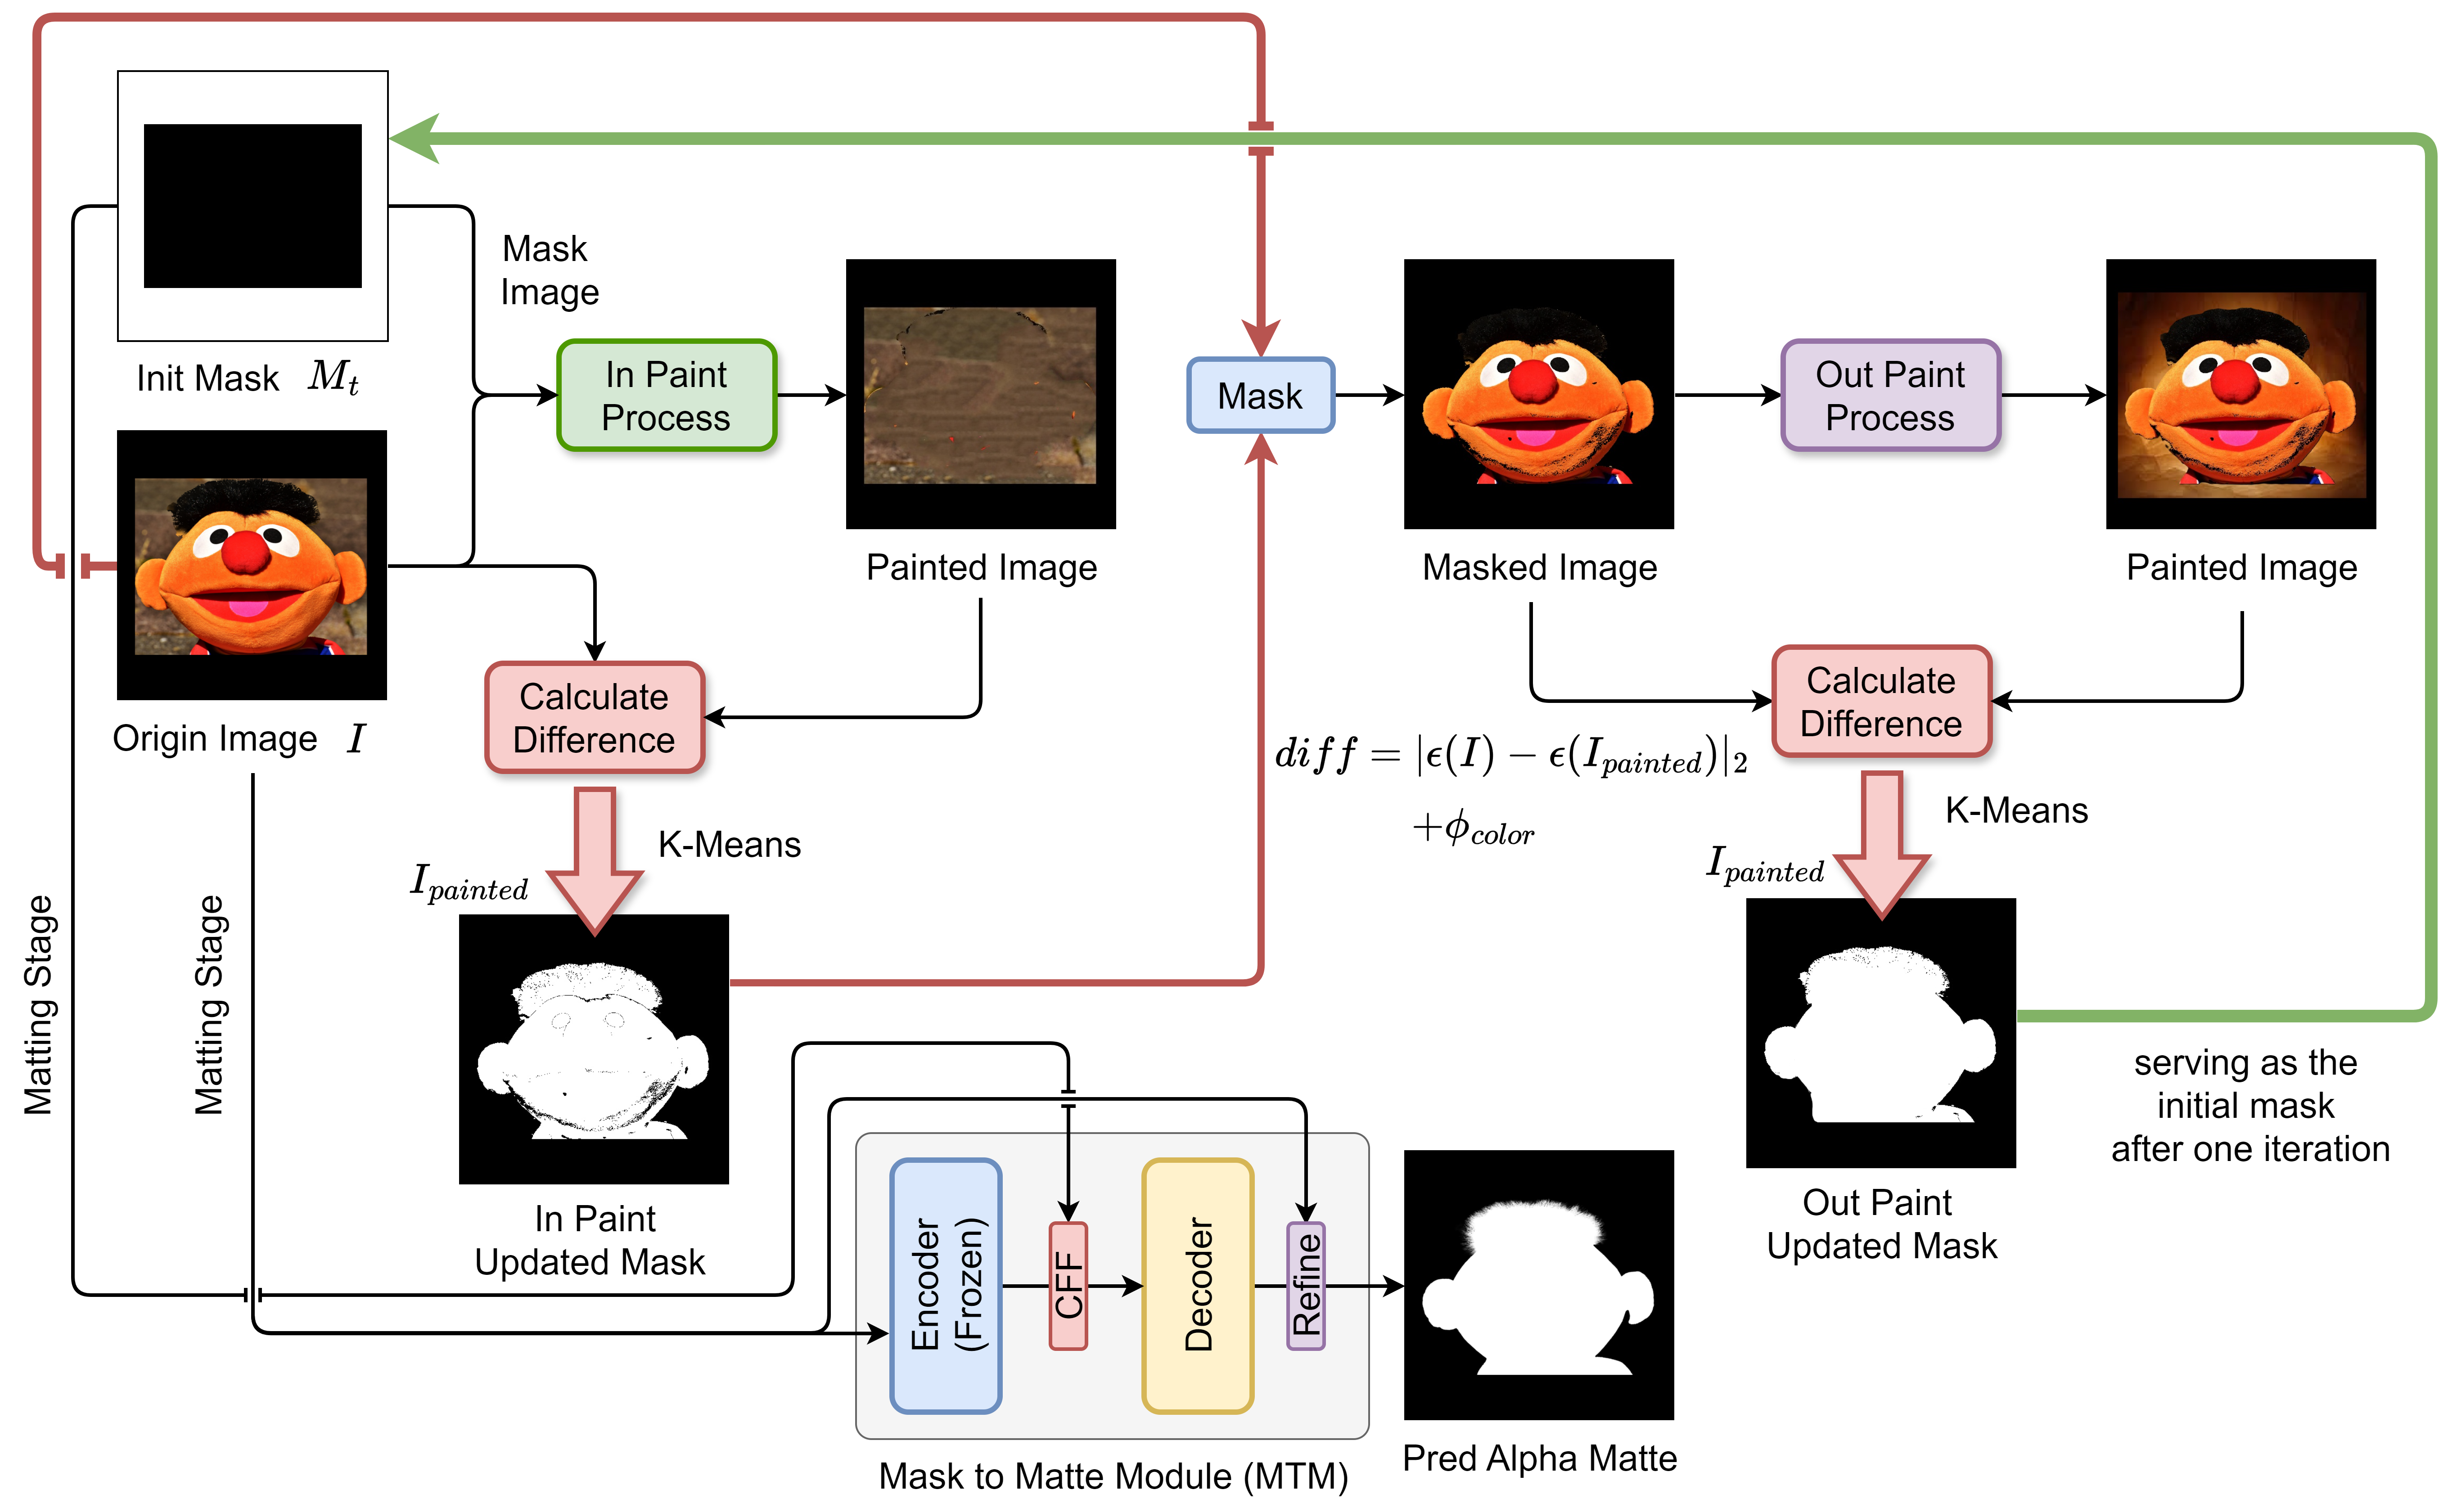 Mask
Image
Init Mask M_t
In Paint
Process
Painted Image
Origin Image I
Calculate
Difference
K-Means
I_{painted}
In Paint
Updated Mask
Matting Stage
Matting Stage
Mask
Masked Image
Out Paint
Process
Painted Image
Calculate
Difference
diff = |ϵ(I) − ϵ(I_{painted})|_2
+ϕ_{color}
K-Means
I_{painted}
Out Paint
Updated Mask
serving as the
initial mask
after one iteration
Encoder
(Frozen)
CFF
Decoder
Refine
Mask to Matte Module (MTM)
Pred Alpha Matte